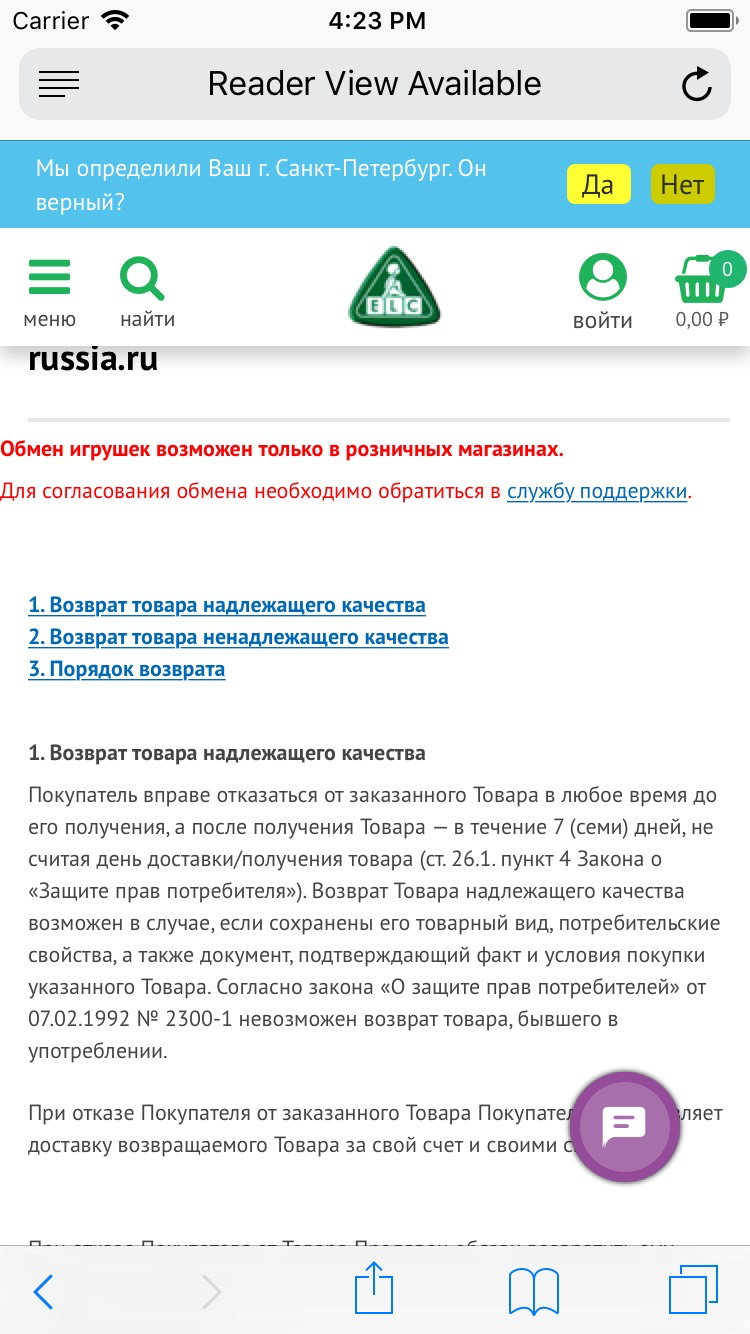 Carrier 4:23 PM
Reader View Available
Мы определили Ваш г. Санкт-Петербург. Он
верный?
Да Нет
меню найти ELC войти 0 0,00 ₽
russia.ru
Обмен игрушек возможен только в розничных магазинах.
Для согласования обмена необходимо обратиться в службу поддержки.
1. Возврат товара надлежащего качества
2. Возврат товара ненадлежащего качества
3. Порядок возврата
1. Возврат товара надлежащего качества
Покупатель вправе отказаться от заказанного Товара в любое время до
его получения, а после получения Товара — в течение 7 (семи) дней, не
считая день доставки/получения товара (ст. 26.1. пункт 4 Закона о
«Защите прав потребителя»). Возврат Товара надлежащего качества
возможен в случае, если сохранены его товарный вид, потребительские
свойства, а также документ, подтверждающий факт и условия покупки
указанного Товара. Согласно закона «О защите прав потребителей» от
07.02.1992 № 2300-1 невозможен возврат товара, бывшего в
употреблении.
При отказе Покупателя от заказанного Товара
доставку возвращаемого Товара за свой счет и своими